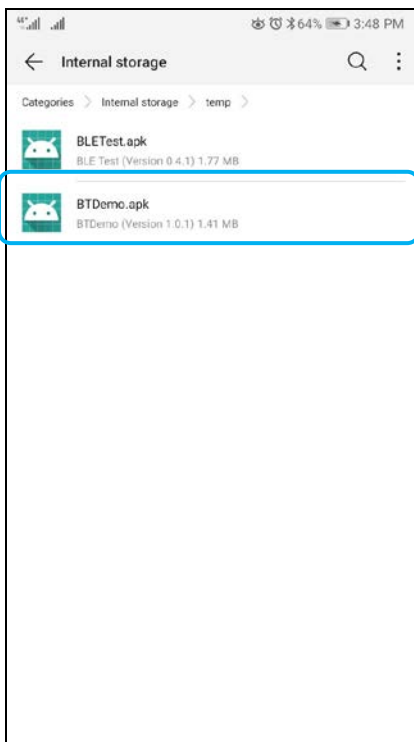 64% 3:48 PM
Internal storage
Categories > Internal storage > temp >
BLETest.apk
BLE Test (Version 0.4.1) 1.77 MB
BTDemo.apk
BTDemo (Version 1.0.1) 1.41 MB